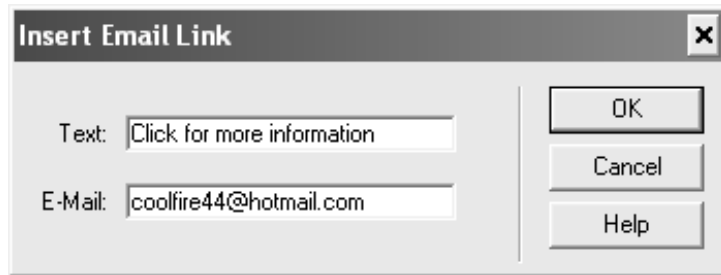 Insert Email Link
Text: Click for more information
E-Mail: coolfire44@hotmail.com
OK
Cancel
Help